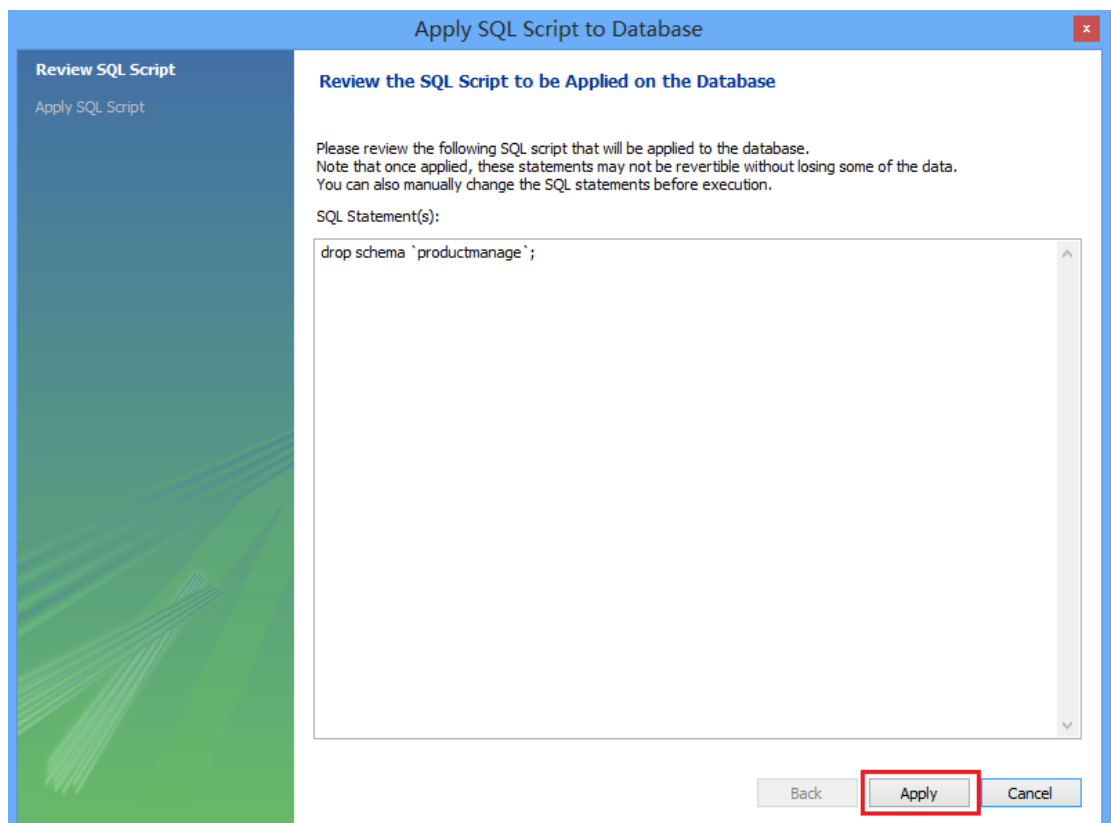 Apply SQL Script to Database
x
Review SQL Script
Apply SQL Script
Review the SQL Script to be Applied on the Database
Please review the following SQL script that will be applied to the database.
Note that once applied, these statements may not be revertible without losing some of the data.
You can also manually change the SQL statements before execution.
SQL Statement(s):
drop schema `productmanage`;
Back
Apply
Cancel